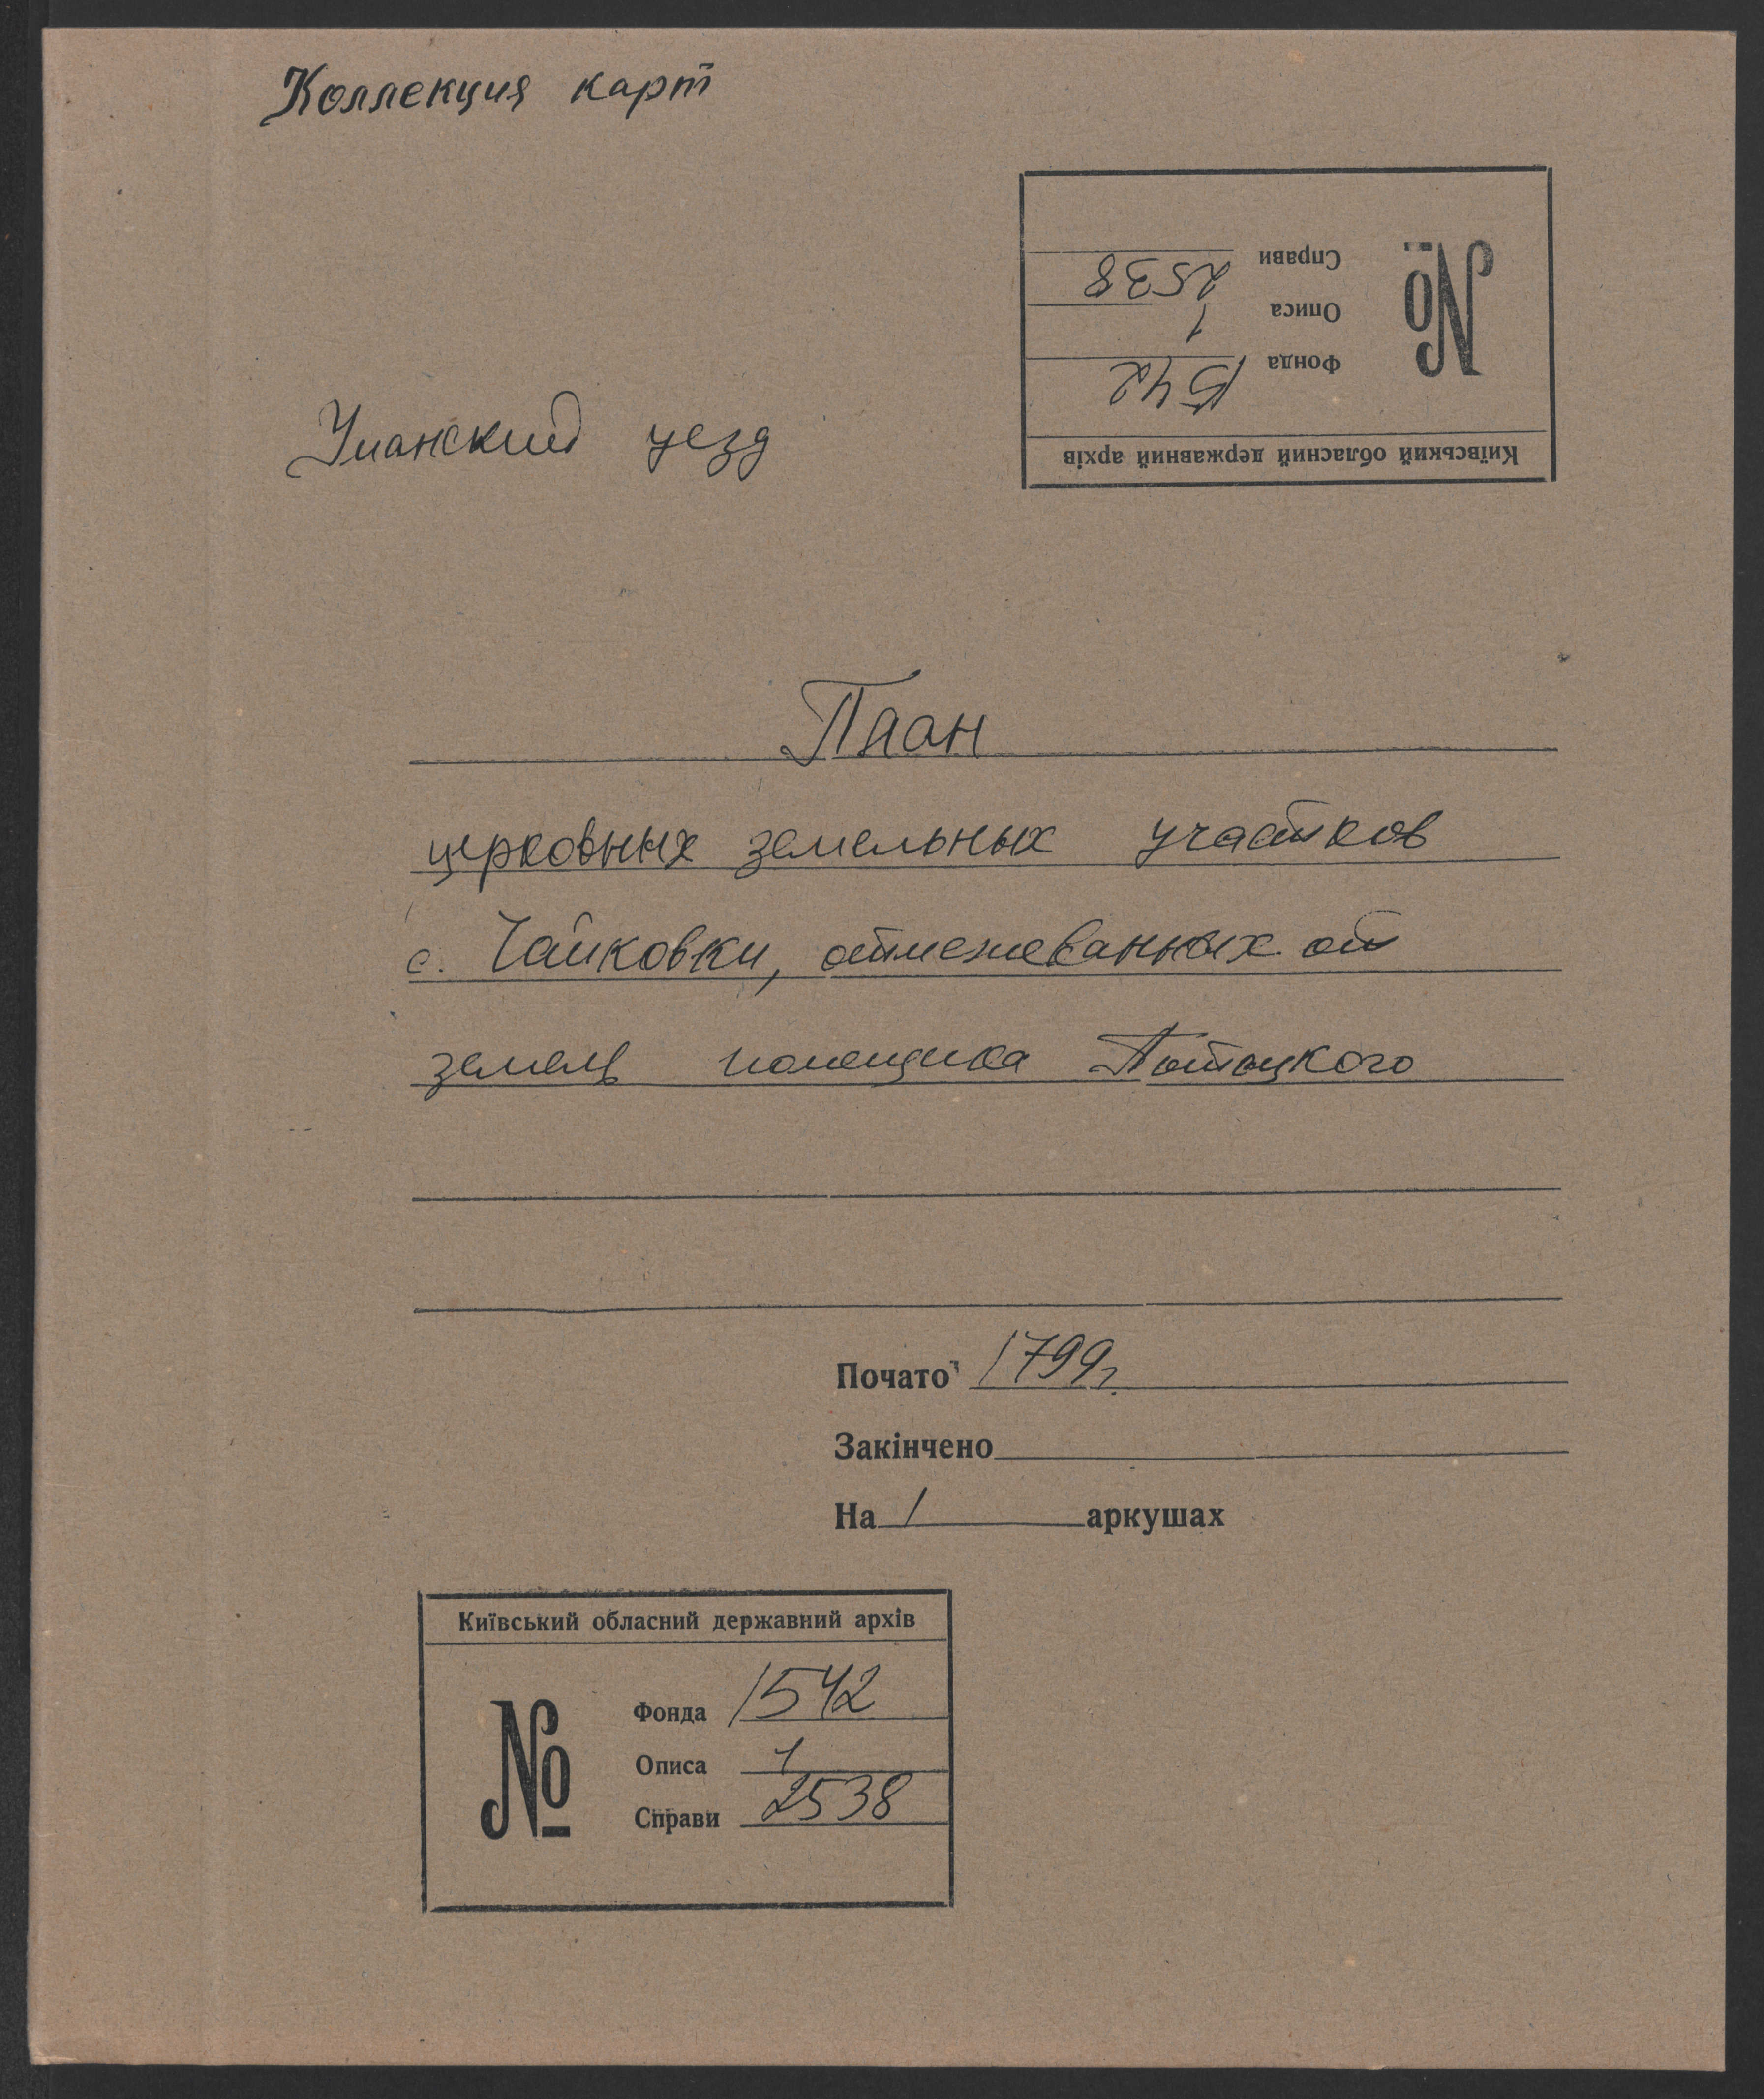 Коллекция карт
Київський обласний державний архів
№
Фонда 1542
Описа 1
Справи 2538
Уманский уезд
План
церковных земельных участков
с. Чайковки, отмежеванных от
земель помещика Потоцкого
Почато 1799г.
Закінчено
На 1 аркушах
Київський обласний державний архів
№
Фонда 1542
Описа 1
Справи 2538